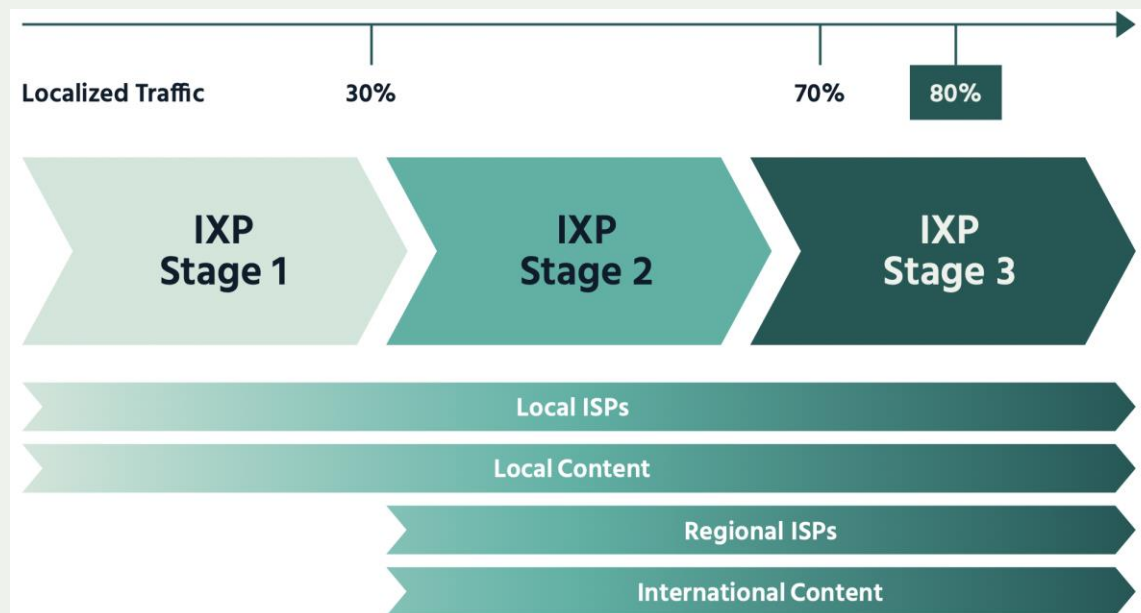 Localized Traffic 30% 70% 80%
IXP
Stage 1
IXP
Stage 2
IXP
Stage 3
Local ISPs
Local Content
Regional ISPs
International Content